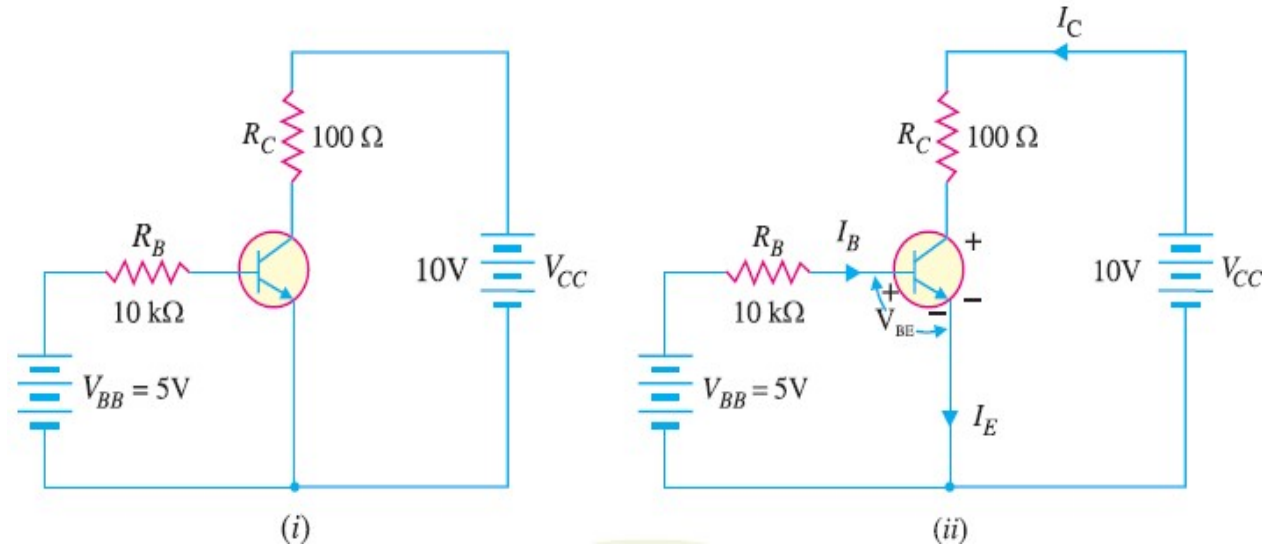 R_C 100 Ω
R_B
10 kΩ
10V V_CC
V_BB = 5V
(i)
I_C
R_C 100 Ω
R_B I_B
+
10 kΩ
+
− −
V_BE
10V V_CC
V_BB = 5V
I_E
(ii)